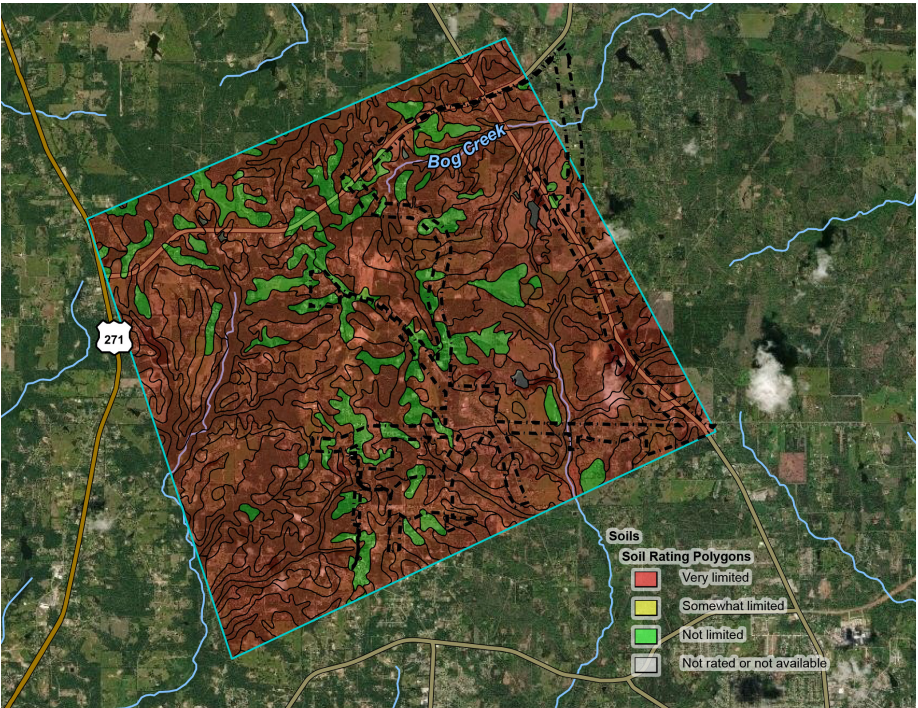 Bog Creek
271
Soils
Soil Rating Polygons
Very limited
Somewhat limited
Not limited
Not rated or not available